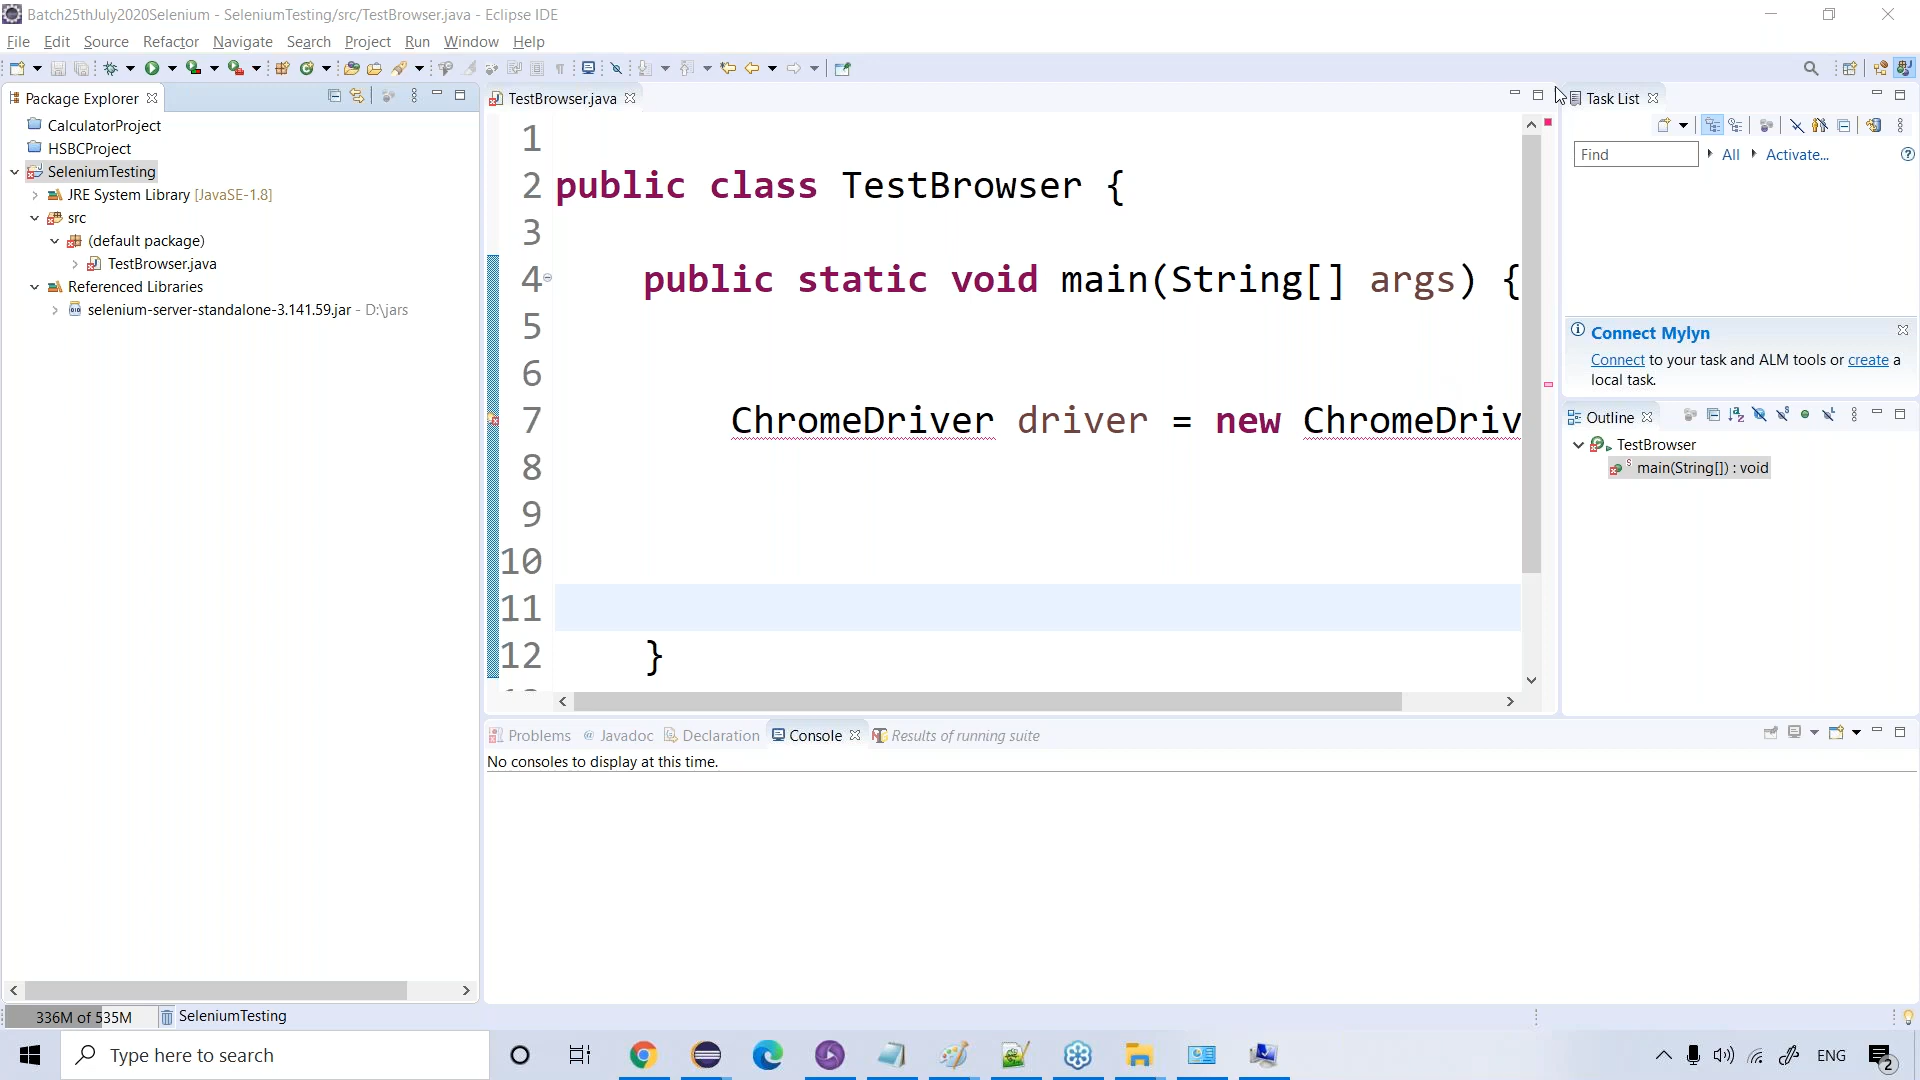 Batch25thJuly2020Selenium - SeleniumTesting/src/TestBrowser.java - Eclipse IDE
File Edit Source Refactor Navigate Search Project Run Window Help
Package Explorer
CalculatorProject
HSBCProject
SeleniumTesting
JRE System Library [JavaSE-1.8]
src
(default package)
TestBrowser.java
Referenced Libraries
selenium-server-standalone-3.141.59.jar - D:\jars
TestBrowser.java
1
2 public class TestBrowser {
3
4 public static void main(String[] args) {
5
6
7 ChromeDriver driver = new ChromeDriv
8
9
10
11
12 }
Task List
Find All Activate...
Connect Mylyn
Connect to your task and ALM tools or create a
local task.
Outline
TestBrowser
main(String[]) : void
Problems Javadoc Declaration Console Results of running suite
No consoles to display at this time.
336M of 535M SeleniumTesting
Type here to search
ENG
2